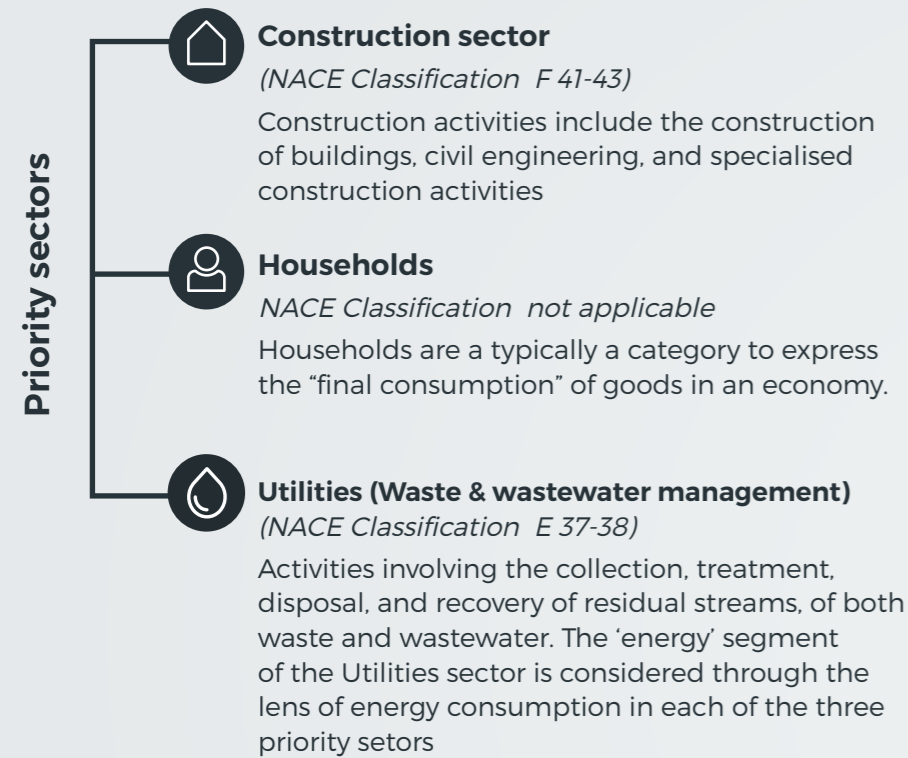 Priority sectors
Construction sector
(NACE Classification F 41-43)
Construction activities include the construction
of buildings, civil engineering, and specialised
construction activities
Households
NACE Classification not applicable
Households are a typically a category to express
the “final consumption” of goods in an economy.
Utilities (Waste & wastewater management)
(NACE Classification E 37-38)
Activities involving the collection, treatment,
disposal, and recovery of residual streams, of both
waste and wastewater. The ‘energy’ segment
of the Utilities sector is considered through the
lens of energy consumption in each of the three
priority setors